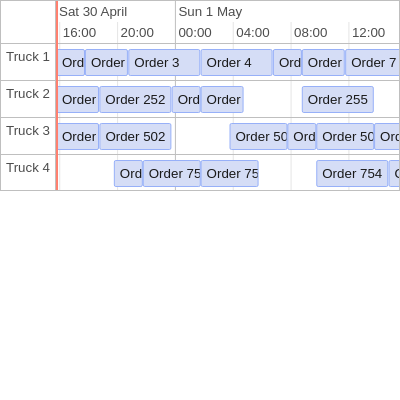 Sat 30 April Sun 1 May
16:00 20:00 00:00 04:00 08:00 12:00
Truck 1 Ord Order Order 3 Order 4 Ord Order Order 7
Truck 2 Order Order 252 Ord Order Order 255
Truck 3 Order Order 502 Order 50 Ord Order 50 Ord
Truck 4 Ord Order 75 Order 75 Order 754